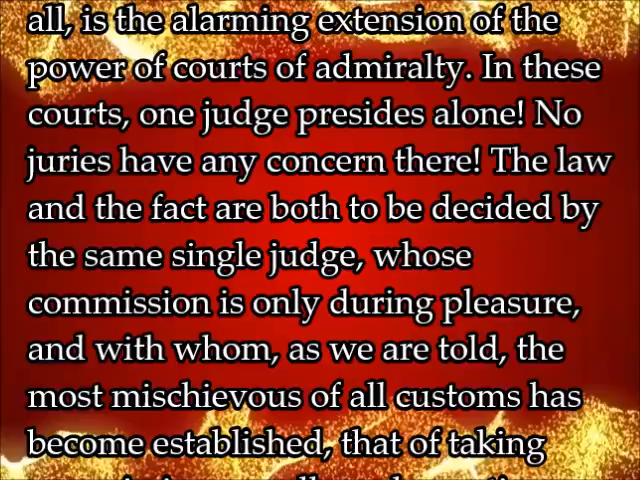 all, is the alarming extension of the
power of courts of admiralty. In these
courts, one judge presides alone! No
juries have any concern there! The law
and the fact are both to be decided by
the same single judge, whose
commission is only during pleasure,
and with whom, as we are told, the
most mischievous of all customs has
become established, that of taking